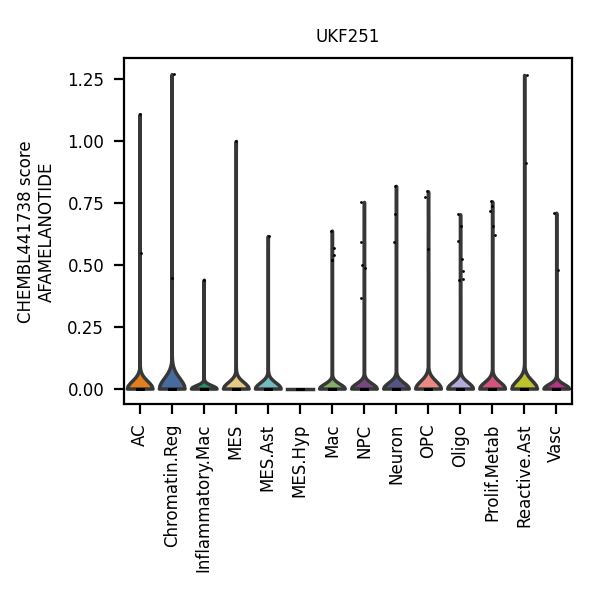 UKF251
CHEMBL441738 score
AFAMELANOTIDE
1.25
1.00
0.75
0.50
0.25
0.00
AC
Chromatin.Reg
Inflammatory.Mac
MES
MES.Ast
MES.Hyp
Mac
NPC
Neuron
OPC
Oligo
Prolif.Metab
Reactive.Ast
Vasc